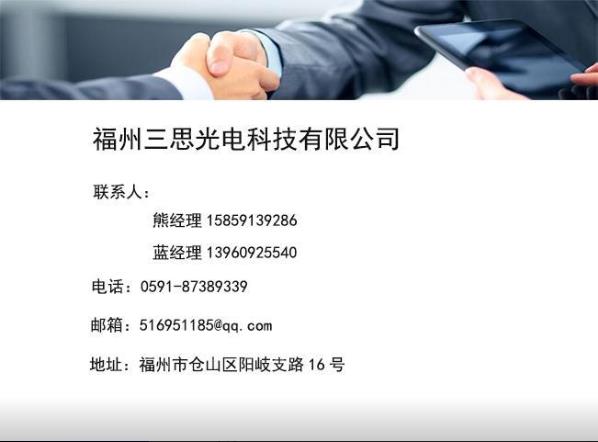 福州三思光电科技有限公司
联系人：
熊经理 15859139286
蓝经理 13960925540
电话：0591-87389339
邮箱：516951185@qq.com
地址：福州市仓山区阳岐支路 16 号